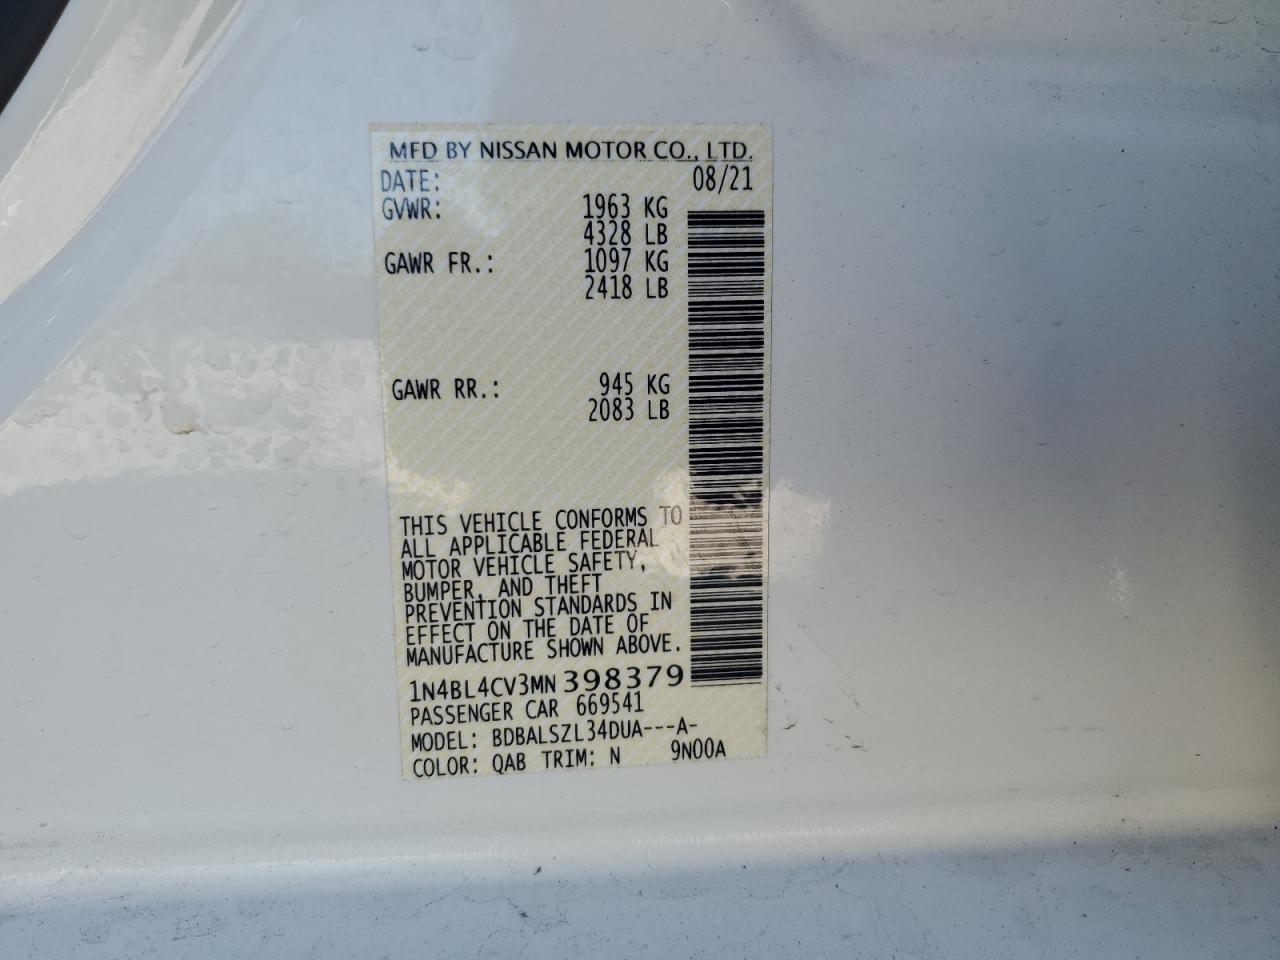 MFD BY NISSAN MOTOR CO., LTD.
DATE: 08/21
GVWR: 1963 KG
4328 LB
GAWR FR.: 1097 KG
2418 LB
GAWR RR.: 945 KG
2083 LB
THIS VEHICLE CONFORMS TO
ALL APPLICABLE FEDERAL
MOTOR VEHICLE SAFETY,
BUMPER, AND THEFT
PREVENTION STANDARDS IN
EFFECT ON THE DATE OF
MANUFACTURE SHOWN ABOVE.
1N4BL4CV3MN398379
PASSENGER CAR 669541
MODEL: BDBALSZL34DUA---A-
COLOR: QAB TRIM: N 9N00A